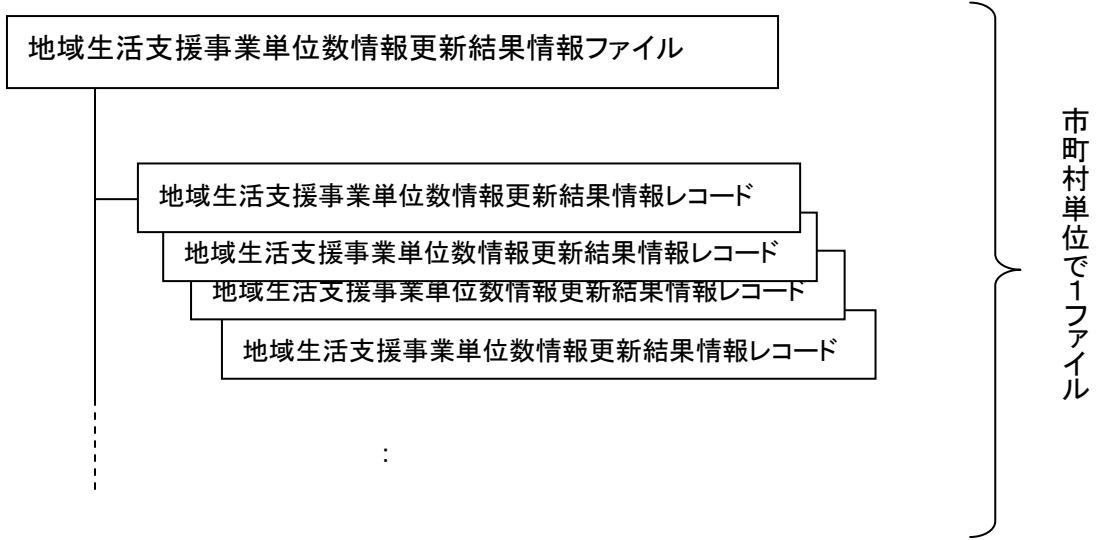 地域生活支援事業単位数情報更新結果情報ファイル
地域生活支援事業単位数情報更新結果情報レコード
地域生活支援事業単位数情報更新結果情報レコード
地域生活支援事業単位数情報更新結果情報レコード
地域生活支援事業単位数情報更新結果情報レコード
:
市町村単位で1ファイル